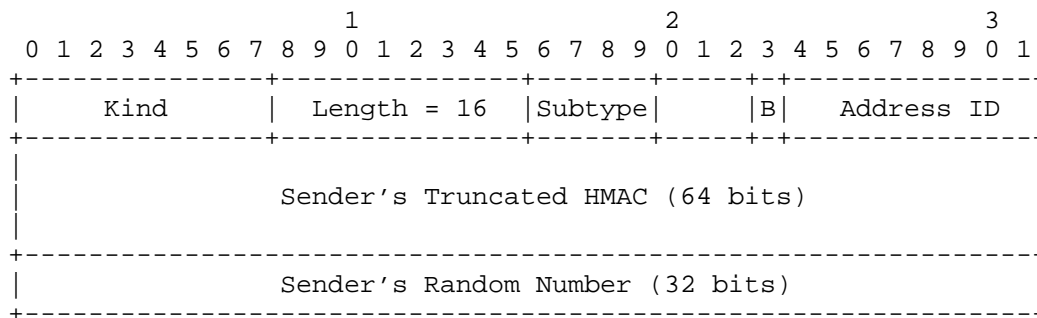 1                   2                   3
 0 1 2 3 4 5 6 7 8 9 0 1 2 3 4 5 6 7 8 9 0 1 2 3 4 5 6 7 8 9 0 1
+---------------+---------------+-------+-----+-+---------------
|     Kind      |  Length = 16  |Subtype|     |B|   Address ID
+---------------+---------------+-------+-----+-+---------------
|
|                Sender's Truncated HMAC (64 bits)
|
+---------------------------------------------------------------
|                Sender's Random Number (32 bits)
+---------------------------------------------------------------